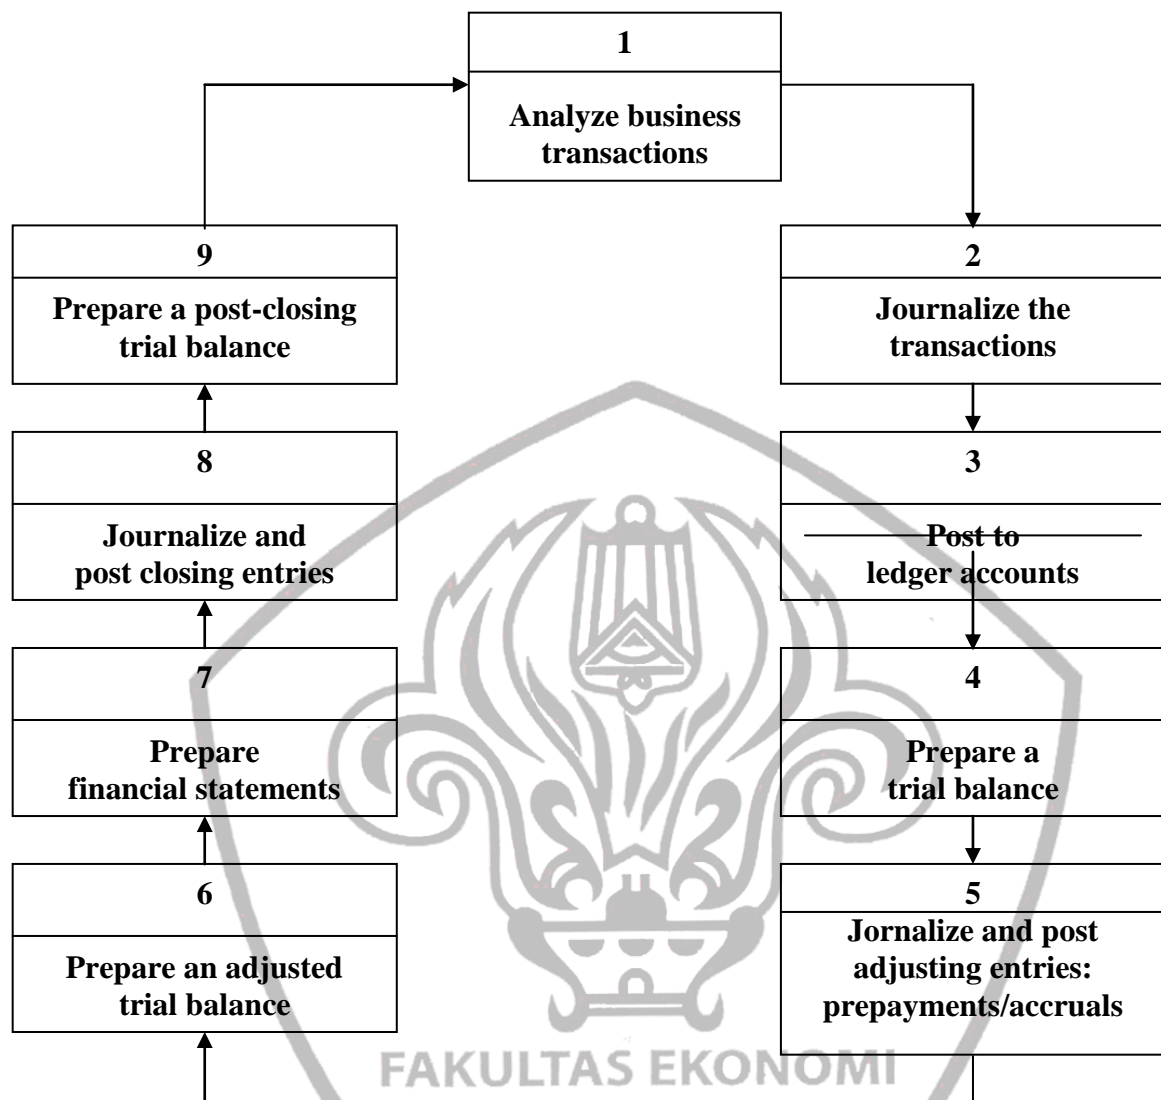 1
Analyze business
transactions
2
Journalize the
transactions
3
Post to
ledger accounts
4
Prepare a
trial balance
5
Jornalize and post
adjusting entries:
prepayments/accruals
6
Prepare an adjusted
trial balance
7
Prepare
financial statements
8
Journalize and
post closing entries
9
Prepare a post-closing
trial balance
FAKULTAS EKONOMI